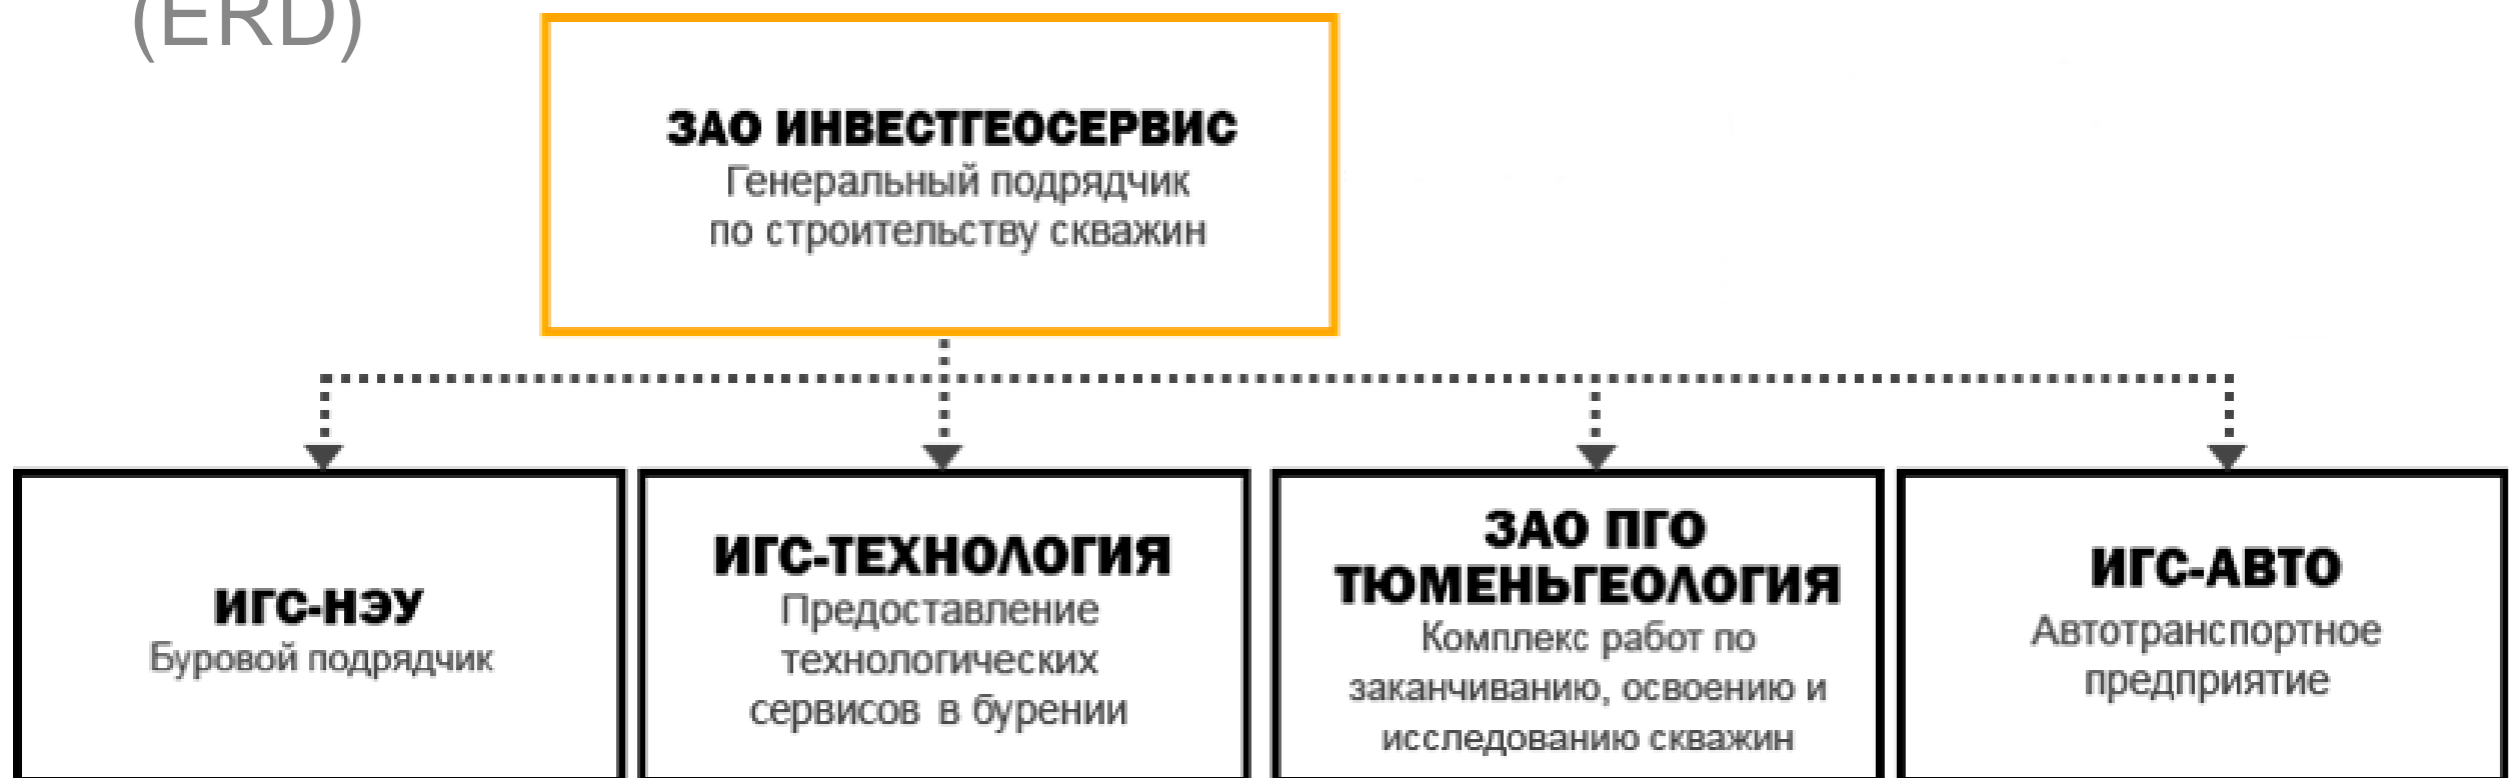 (ERD)
ЗАО ИНВЕСТГЕОСЕРВИС
Генеральный подрядчик
по строительству скважин
ИГС-НЭУ
Буровой подрядчик
ИГС-ТЕХНОЛОГИЯ
Предоставление
технологических
сервисов в бурении
ЗАО ПГО
ТЮМЕНЬГЕОЛОГИЯ
Комплекс работ по
заканчиванию, освоению и
исследованию скважин
ИГС-АВТО
Автотранспортное
предприятие